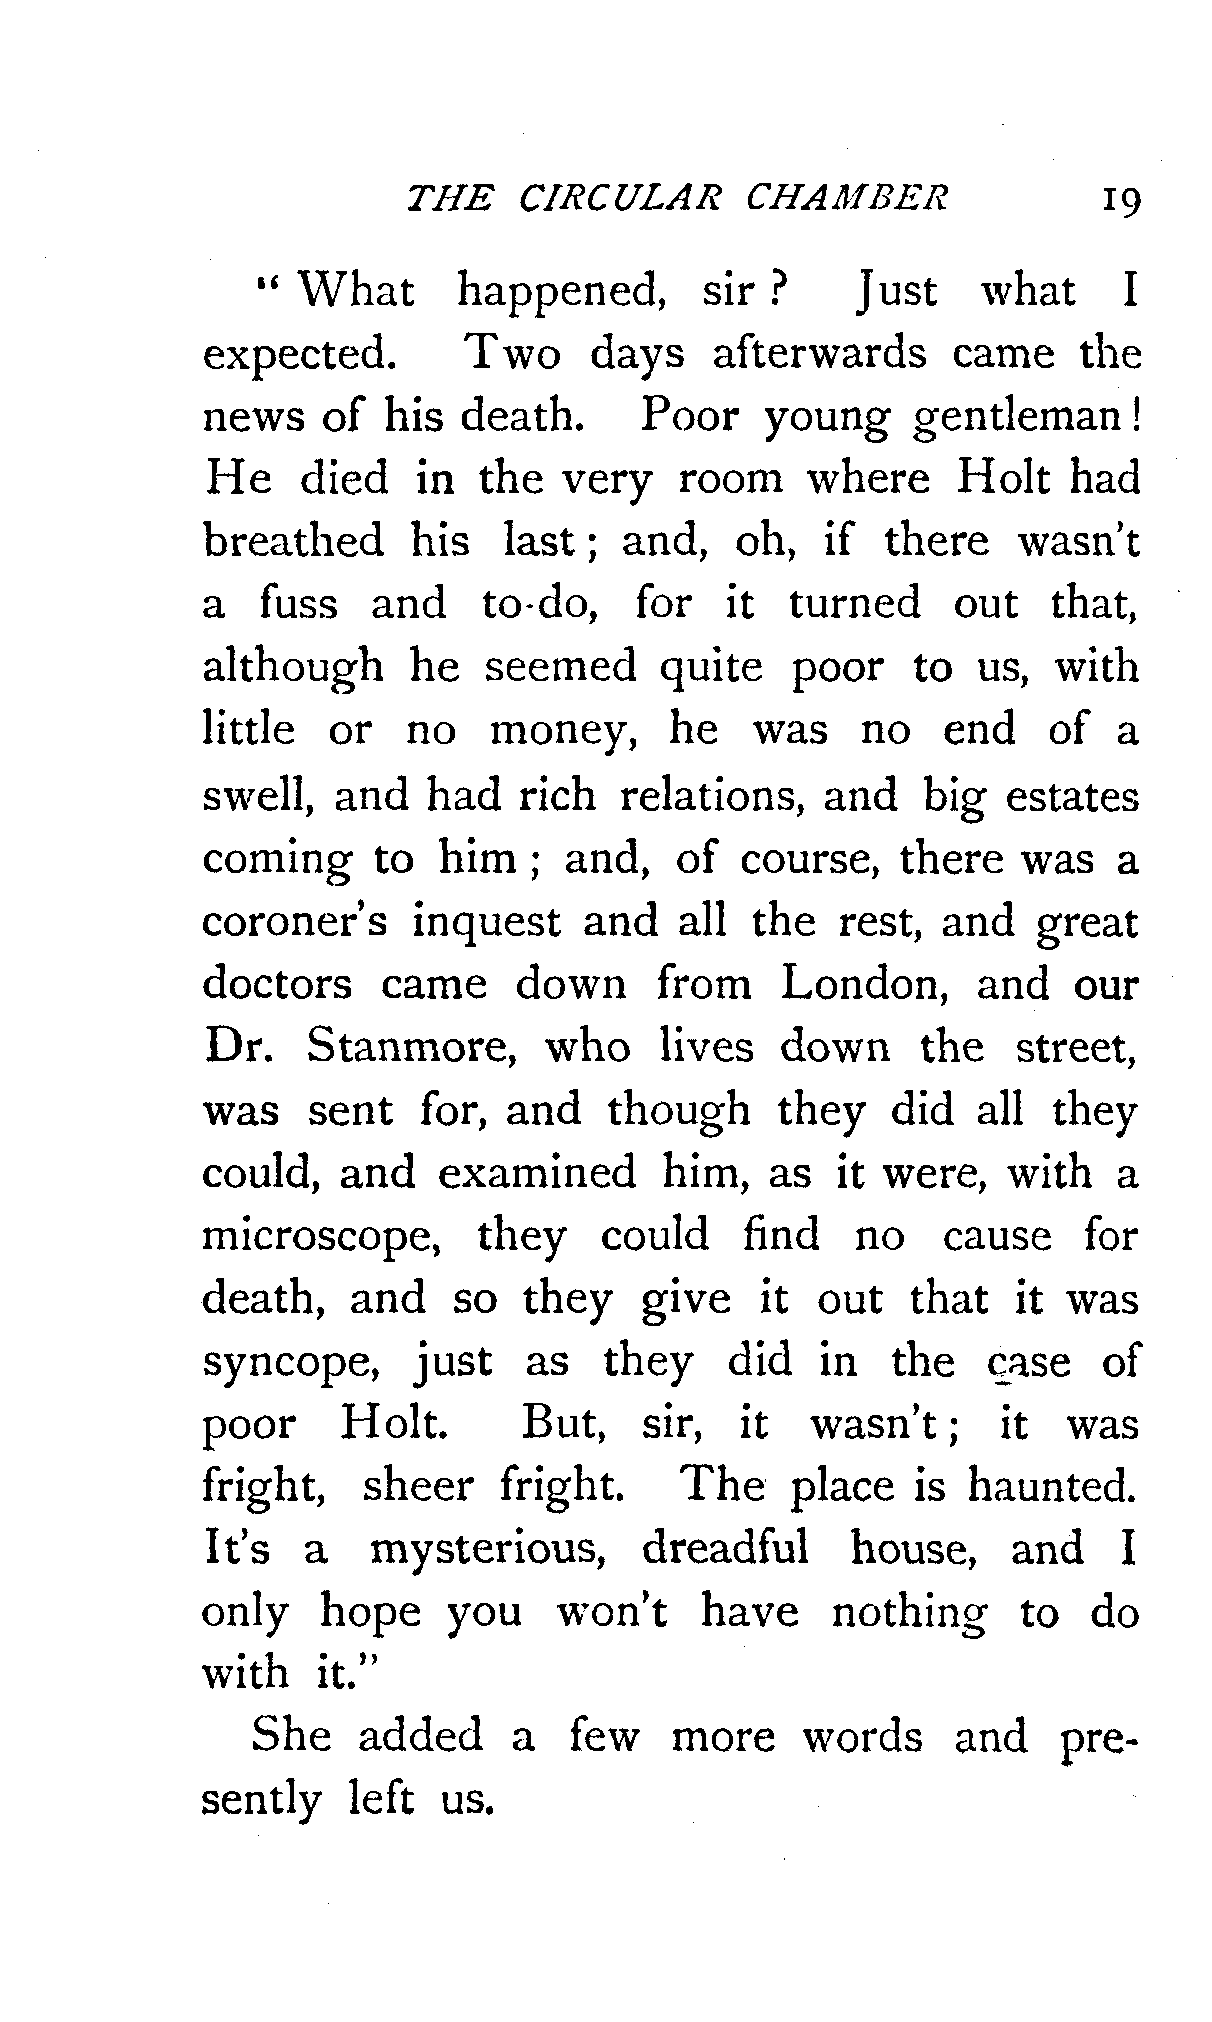 THE CIRCULAR CHAMBER 19
" What happened, sir ? Just what I
expected. Two days afterwards came the
news of his death. Poor young gentleman !
He died in the very room where Holt had
breathed his last ; and, oh, if there wasn't
a fuss and to-do, for it turned out that,
although he seemed quite poor to us, with
little or no money, he was no end of a
swell, and had rich relations, and big estates
coming to him ; and, of course, there was a
coroner's inquest and all the rest, and great
doctors came down from London, and our
Dr. Stanmore, who lives down the street,
was sent for, and though they did all they
could, and examined him, as it were, with a
microscope, they could find no cause for
death, and so they give it out that it was
syncope, just as they did in the case of
poor Holt. But, sir, it wasn't ; it was
fright, sheer fright. The place is haunted.
It's a mysterious, dreadful house, and I
only hope you won't have nothing to do
with it."
She added a few more words and pre-
sently left us.